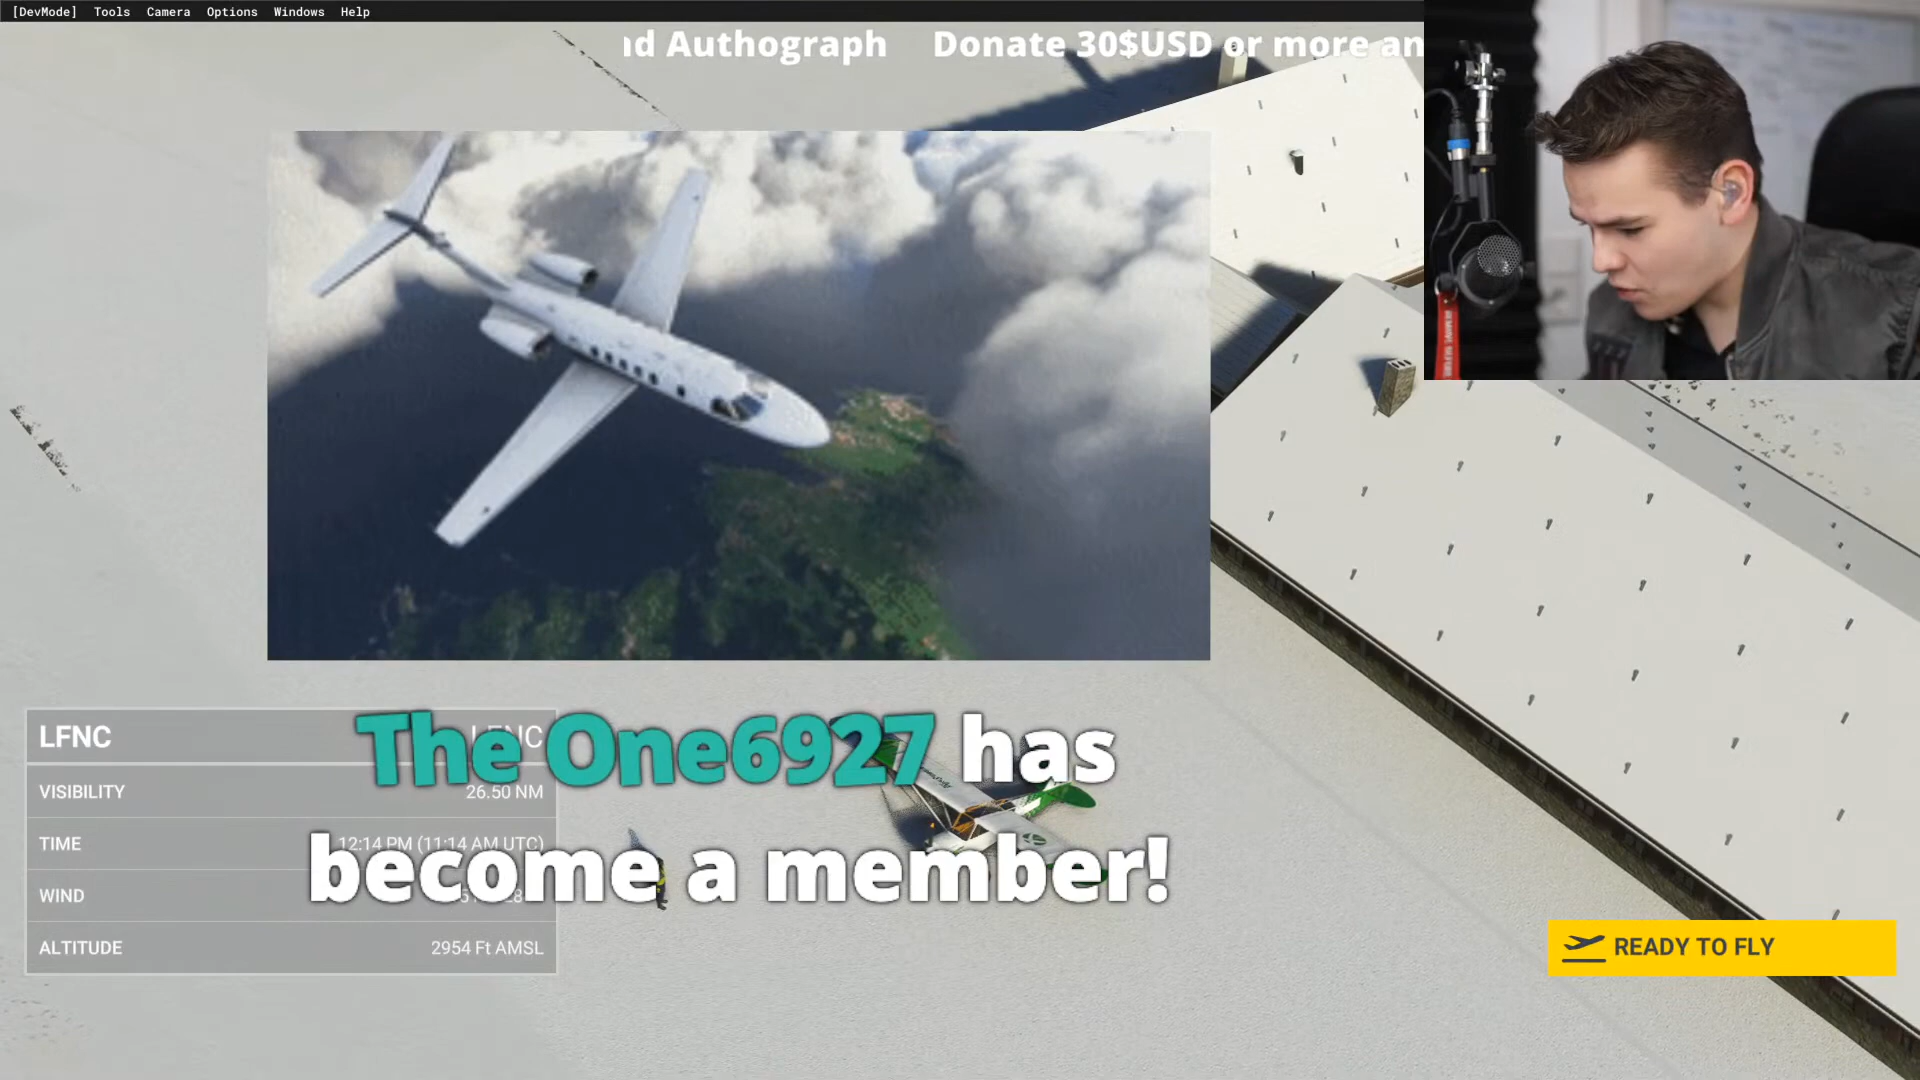 [DevMode] Tools Camera Options Windows Help
d Authograph Donate 30$USD or more an
LFNC LFNC
VISIBILITY 26.50 NM
TIME 12:14 PM (11:14 AM UTC)
WIND
ALTITUDE 2954 Ft AMSL
The One6927 has
become a member!
READY TO FLY